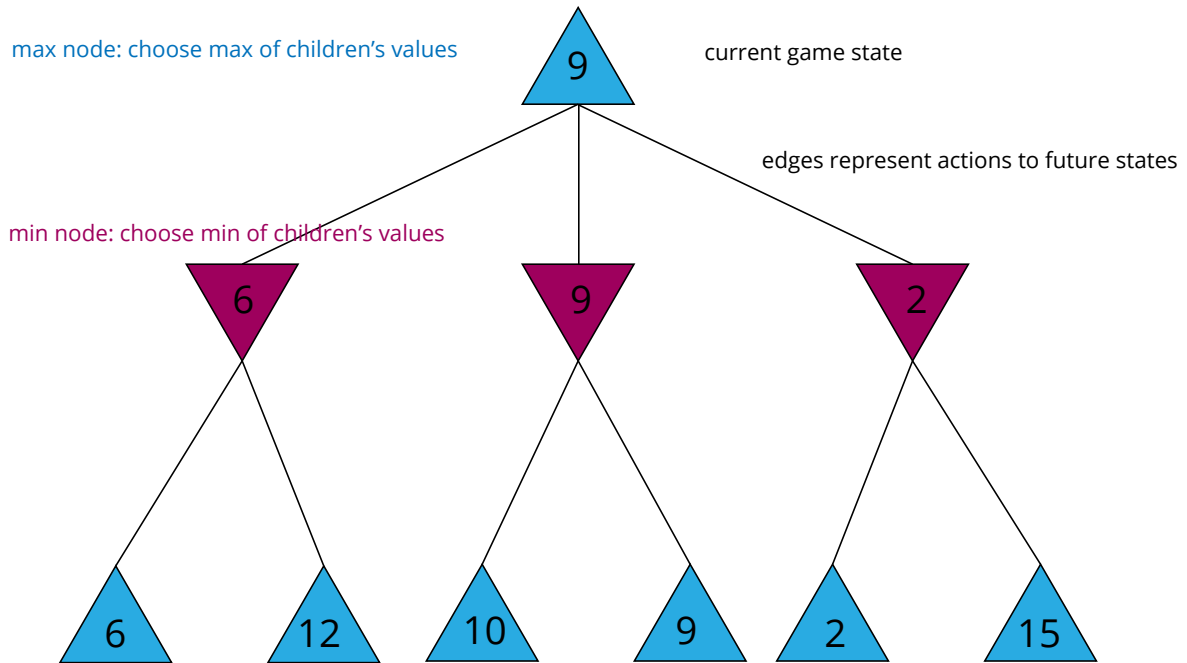 max node: choose max of children’s values
current game state
9
edges represent actions to future states
min node: choose min of children’s values
6 9 2
6 12 10 9 2 15